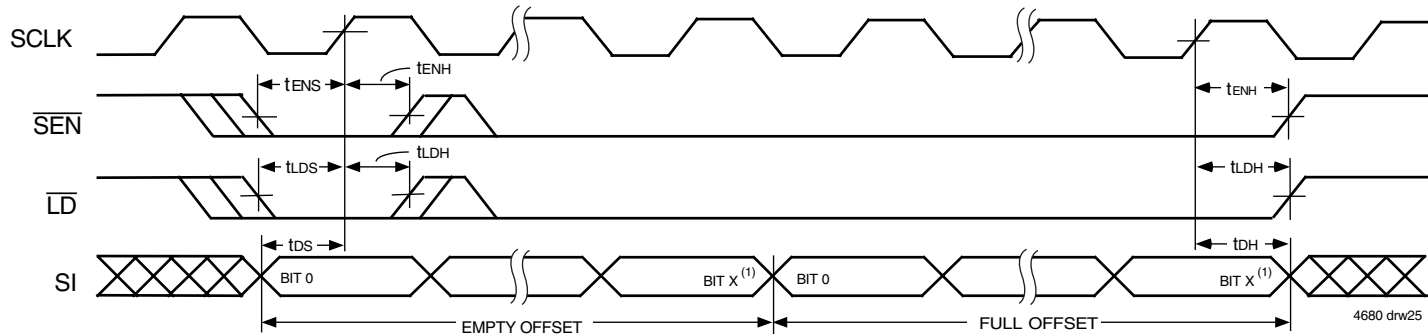 SCLK
tENS
tENH
tENH
SEN
tLDS
tLDH
tLDH
LD
tDS
tDH
SI
BIT 0
BIT X(1)
BIT 0
BIT X(1)
EMPTY OFFSET
FULL OFFSET
4680 drw25